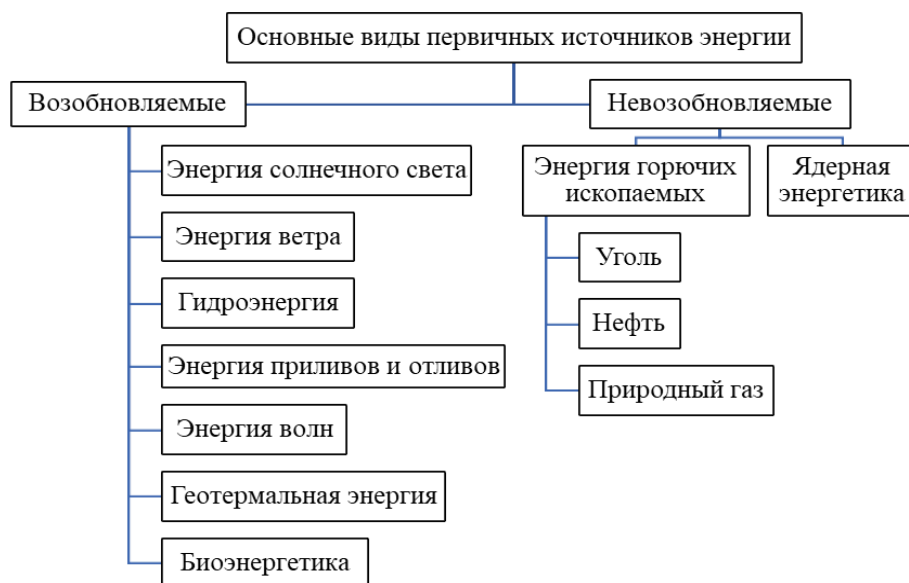 Основные виды первичных источников энергии
Возобновляемые
Невозобновляемые
Энергия солнечного света
Энергия ветра
Гидроэнергия
Энергия приливов и отливов
Энергия волн
Геотермальная энергия
Биоэнергетика
Энергия горючих
ископаемых
Ядерная
энергетика
Уголь
Нефть
Природный газ